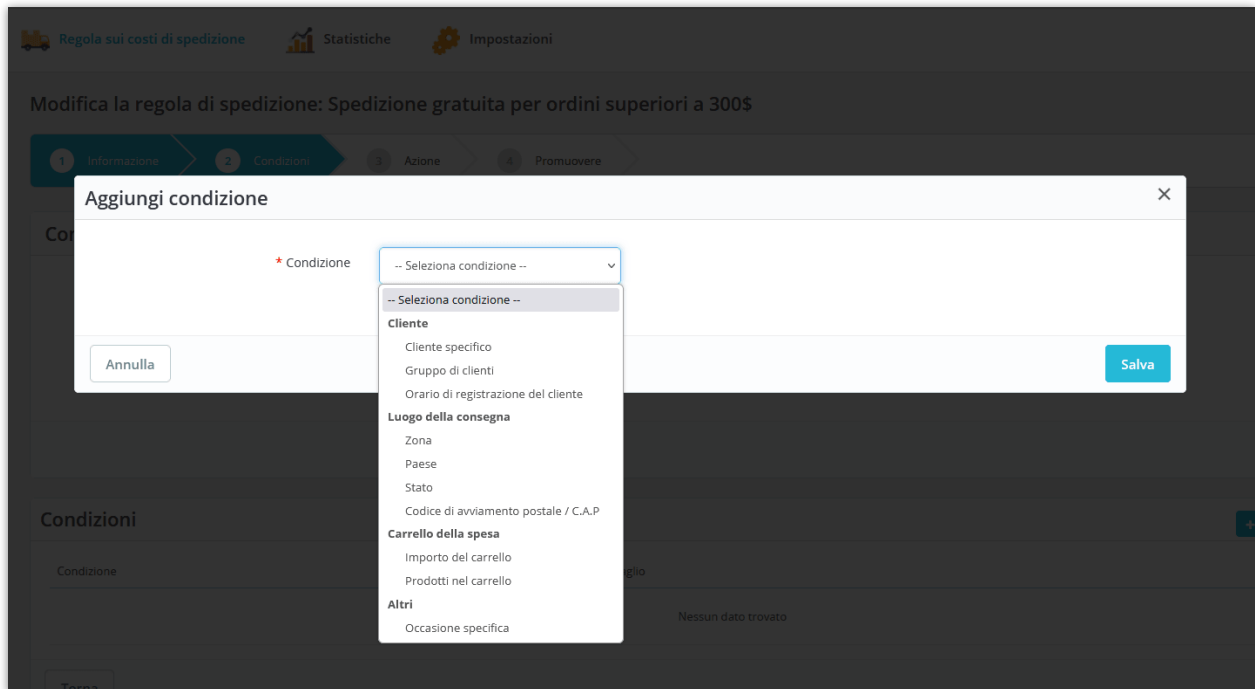 Regola sui costi di spedizione Statistiche Impostazioni
Modifica la regola di spedizione: Spedizione gratuita per ordini superiori a 300$
1 Informazione 2 Condizioni 3 Azione 4 Promuovere
Aggiungi condizione ×
Con
* Condizione -- Seleziona condizione --
-- Seleziona condizione --
Cliente
Cliente specifico
Gruppo di clienti
Orario di registrazione del cliente
Annulla Salva
Luogo della consegna
Zona
Paese
Stato
Codice di avviamento postale / C.A.P
Carrello della spesa
Importo del carrello
Prodotti nel carrello
Altri
Occasione specifica
Condizioni +
Condizione aglio
Nessun dato trovato
Torna